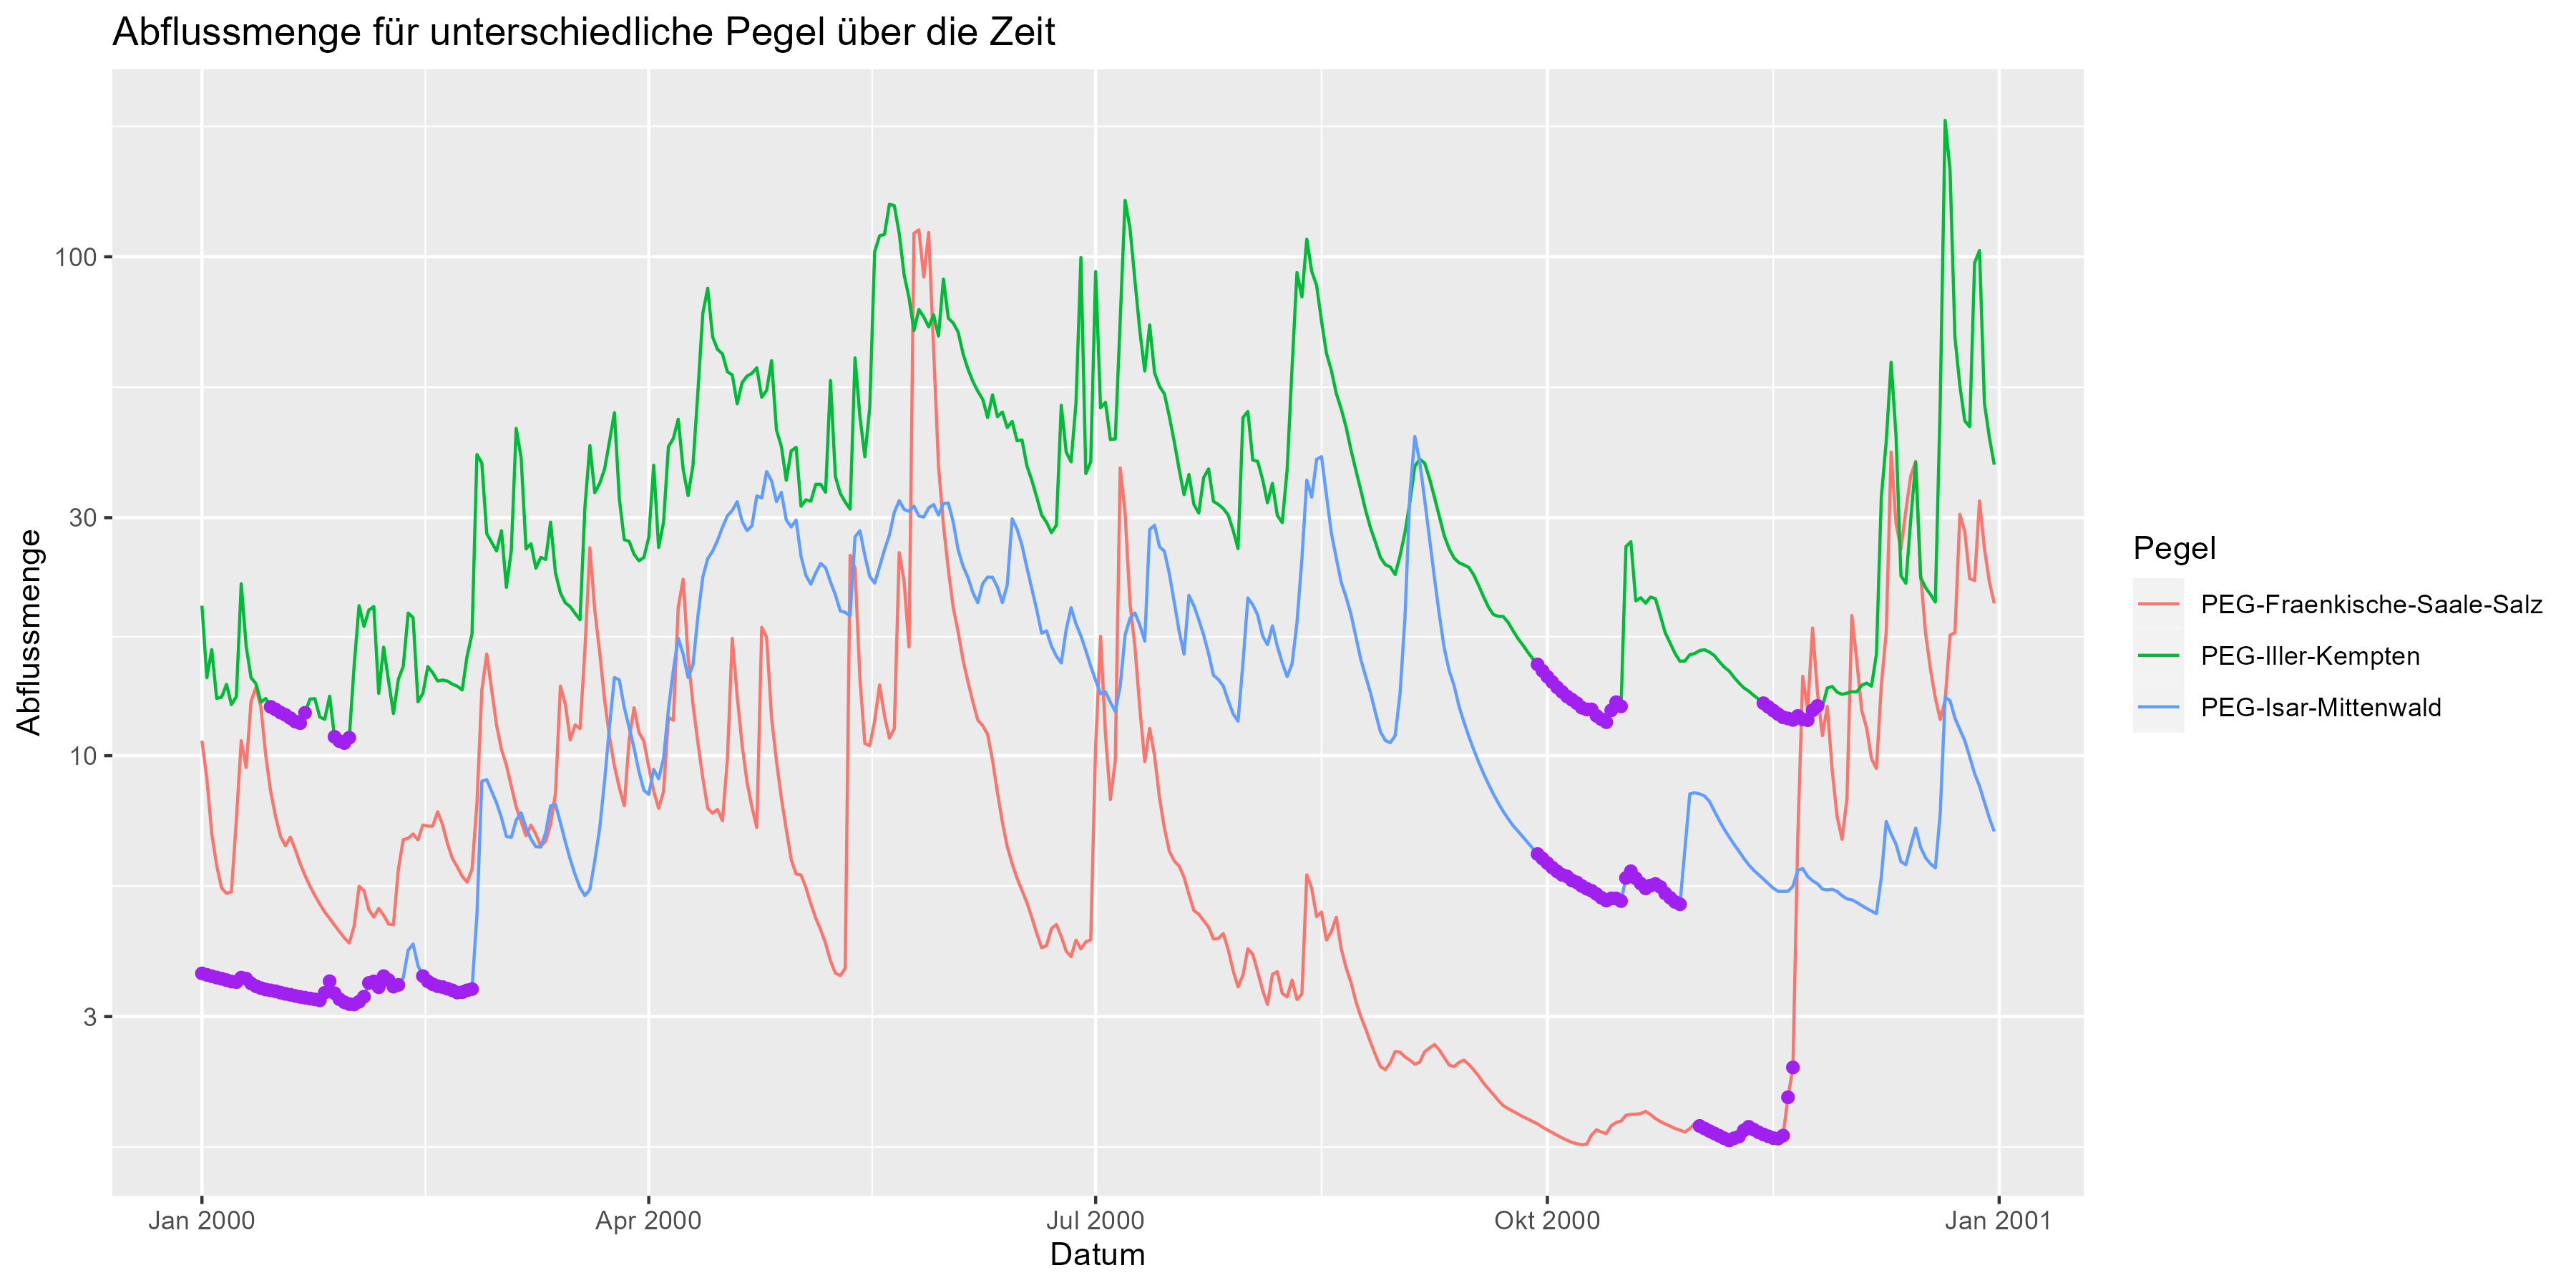 Abflussmenge für unterschiedliche Pegel über die Zeit
Abflussmenge
100
30
10
3
Jan 2000
Apr 2000
Jul 2000
Okt 2000
Jan 2001
Datum
Pegel
PEG-Fraenkische-Saale-Salz
PEG-Iller-Kempten
PEG-Isar-Mittenwald